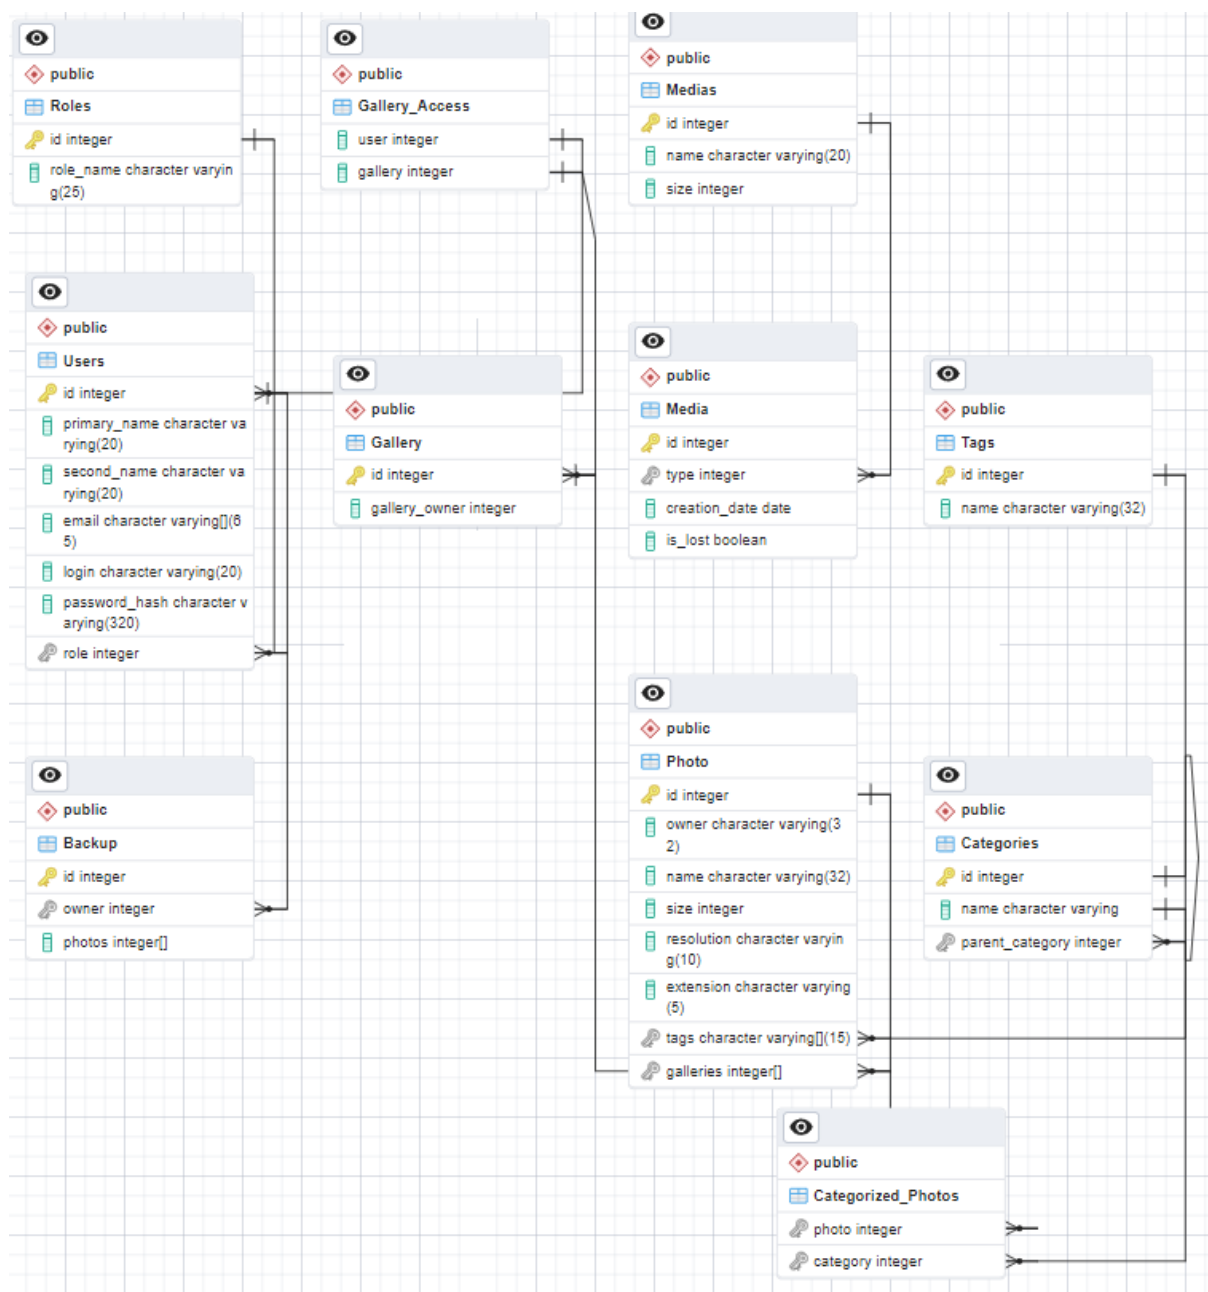 public
Roles
id integer
role_name character varyin
g(25)
public
Gallery_Access
user integer
gallery integer
public
Medias
id integer
name character varying(20)
size integer
public
Users
id integer
primary_name character va
rying(20)
second_name character va
rying(20)
email character varying[](6
5)
login character varying(20)
password_hash character v
arying(320)
role integer
public
Gallery
id integer
gallery_owner integer
public
Media
id integer
type integer
creation_date date
is_lost boolean
public
Tags
id integer
name character varying(32)
public
Backup
id integer
owner integer
photos integer[]
public
Photo
id integer
owner character varying(3
2)
name character varying(32)
size integer
resolution character varyin
g(10)
extension character varying
(5)
tags character varying[](15)
galleries integer[]
public
Categories
id integer
name character varying
parent_category integer
public
Categorized_Photos
photo integer
category integer